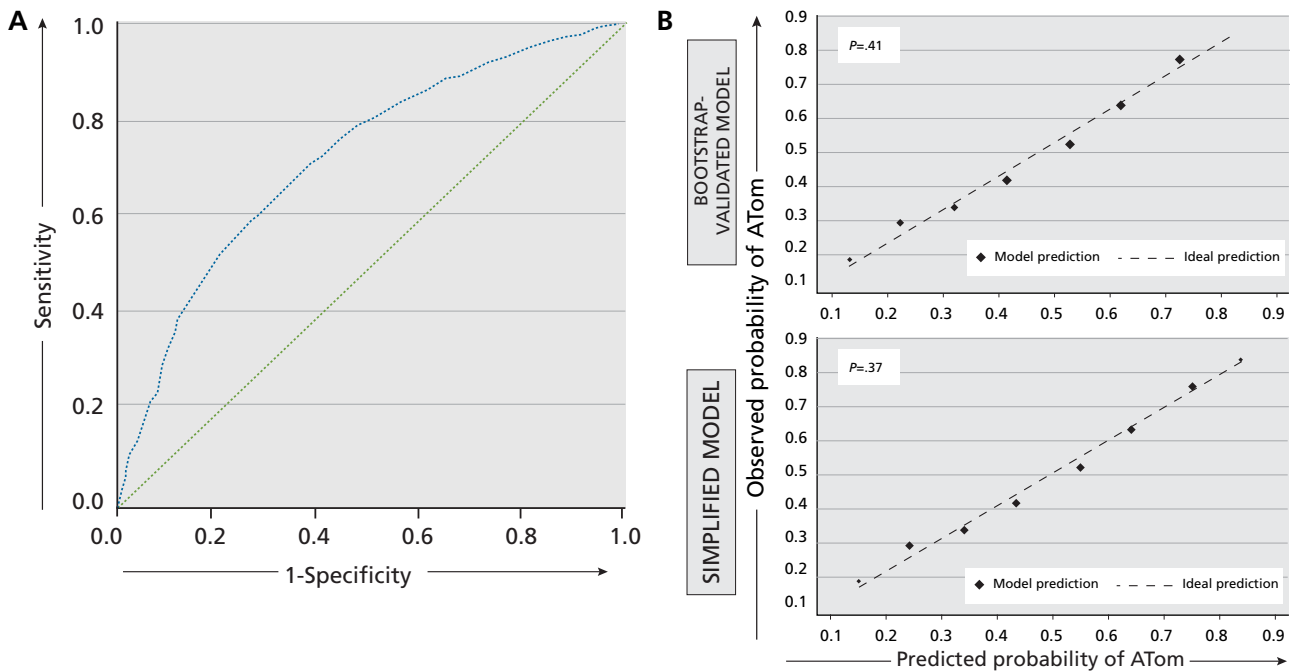 A
Sensitivity
1.0
0.8
0.6
0.4
0.2
0.0
0.0 0.2 0.4 0.6 0.8 1.0
1-Specificity
B
BOOTSTRAP-
VALIDATED MODEL
SIMPLIFIED MODEL
Observed probability of ATom
0.9
0.8
0.7
0.6
0.5
0.4
0.3
0.2
0.1
P=.41
Model prediction Ideal prediction
0.1 0.2 0.3 0.4 0.5 0.6 0.7 0.8 0.9
0.9
0.8
0.7
0.6
0.5
0.4
0.3
0.2
0.1
P=.37
Model prediction Ideal prediction
0.1 0.2 0.3 0.4 0.5 0.6 0.7 0.8 0.9
Predicted probability of ATom